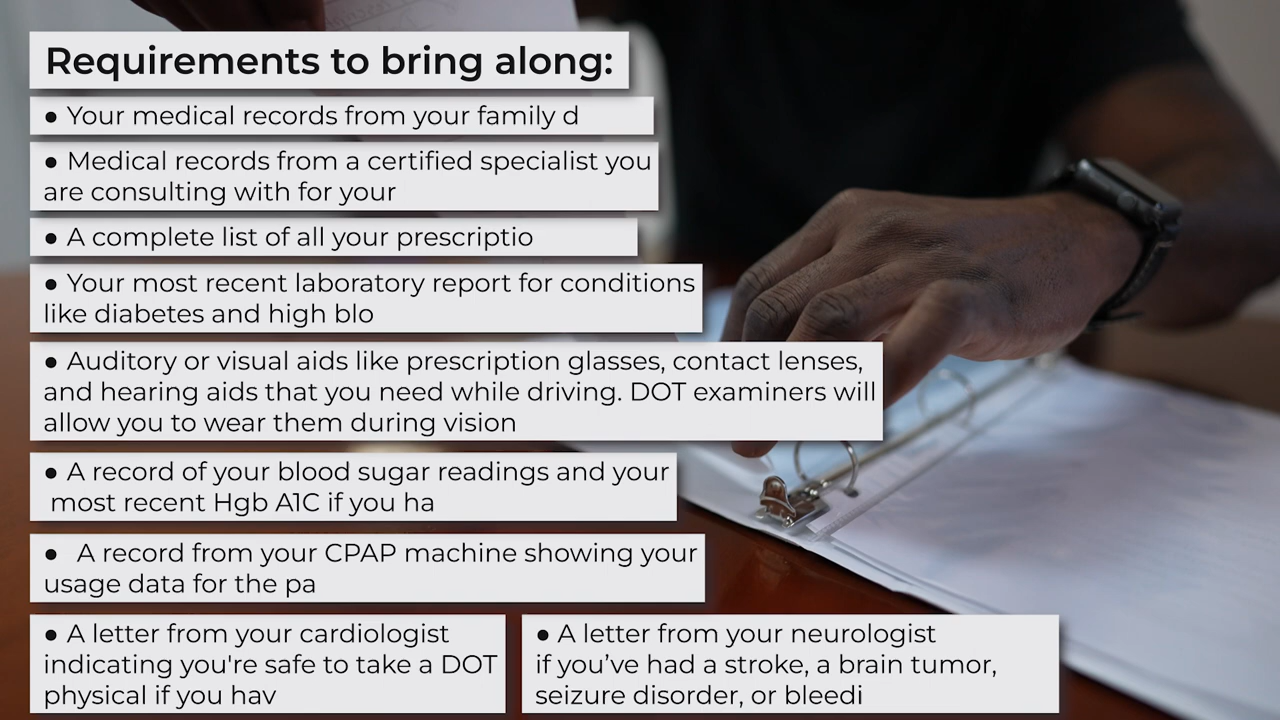 Requirements to bring along:
● Your medical records from your family d
● Medical records from a certified specialist you
are consulting with for your
● A complete list of all your prescriptio
● Your most recent laboratory report for conditions
like diabetes and high blo
● Auditory or visual aids like prescription glasses, contact lenses,
and hearing aids that you need while driving. DOT examiners will
allow you to wear them during vision
● A record of your blood sugar readings and your
most recent Hgb A1C if you ha
● A record from your CPAP machine showing your
usage data for the pa
● A letter from your cardiologist
indicating you're safe to take a DOT
physical if you hav
● A letter from your neurologist
if you’ve had a stroke, a brain tumor,
seizure disorder, or bleedi